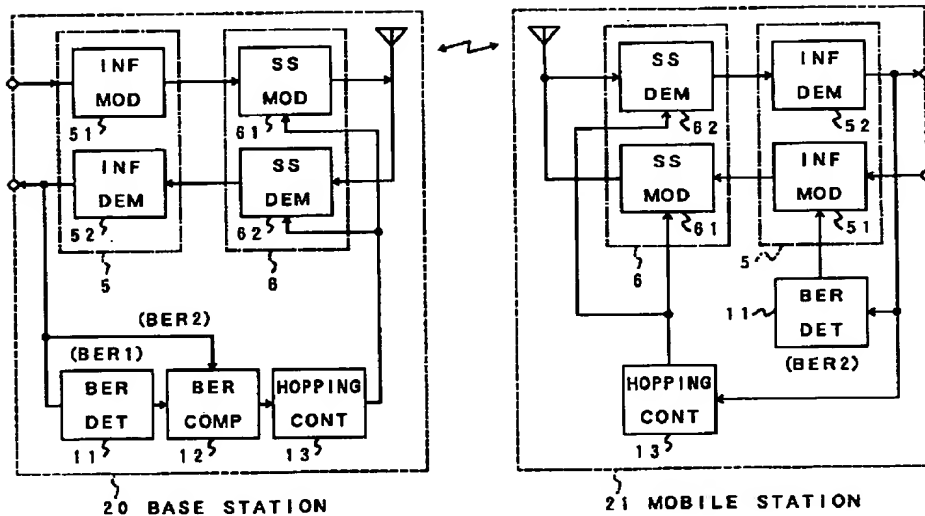 INF
MOD
51
SS
MOD
61
INF
DEM
52
SS
DEM
62
5
6
(BER2)
(BER1)
BER
DET
11
BER
COMP
12
HOPPING
CONT
13
20 BASE STATION
SS
DEM
62
INF
DEM
52
SS
MOD
61
INF
MOD
51
6
5
11
BER
DET
(BER2)
HOPPING
CONT
13
21 MOBILE STATION